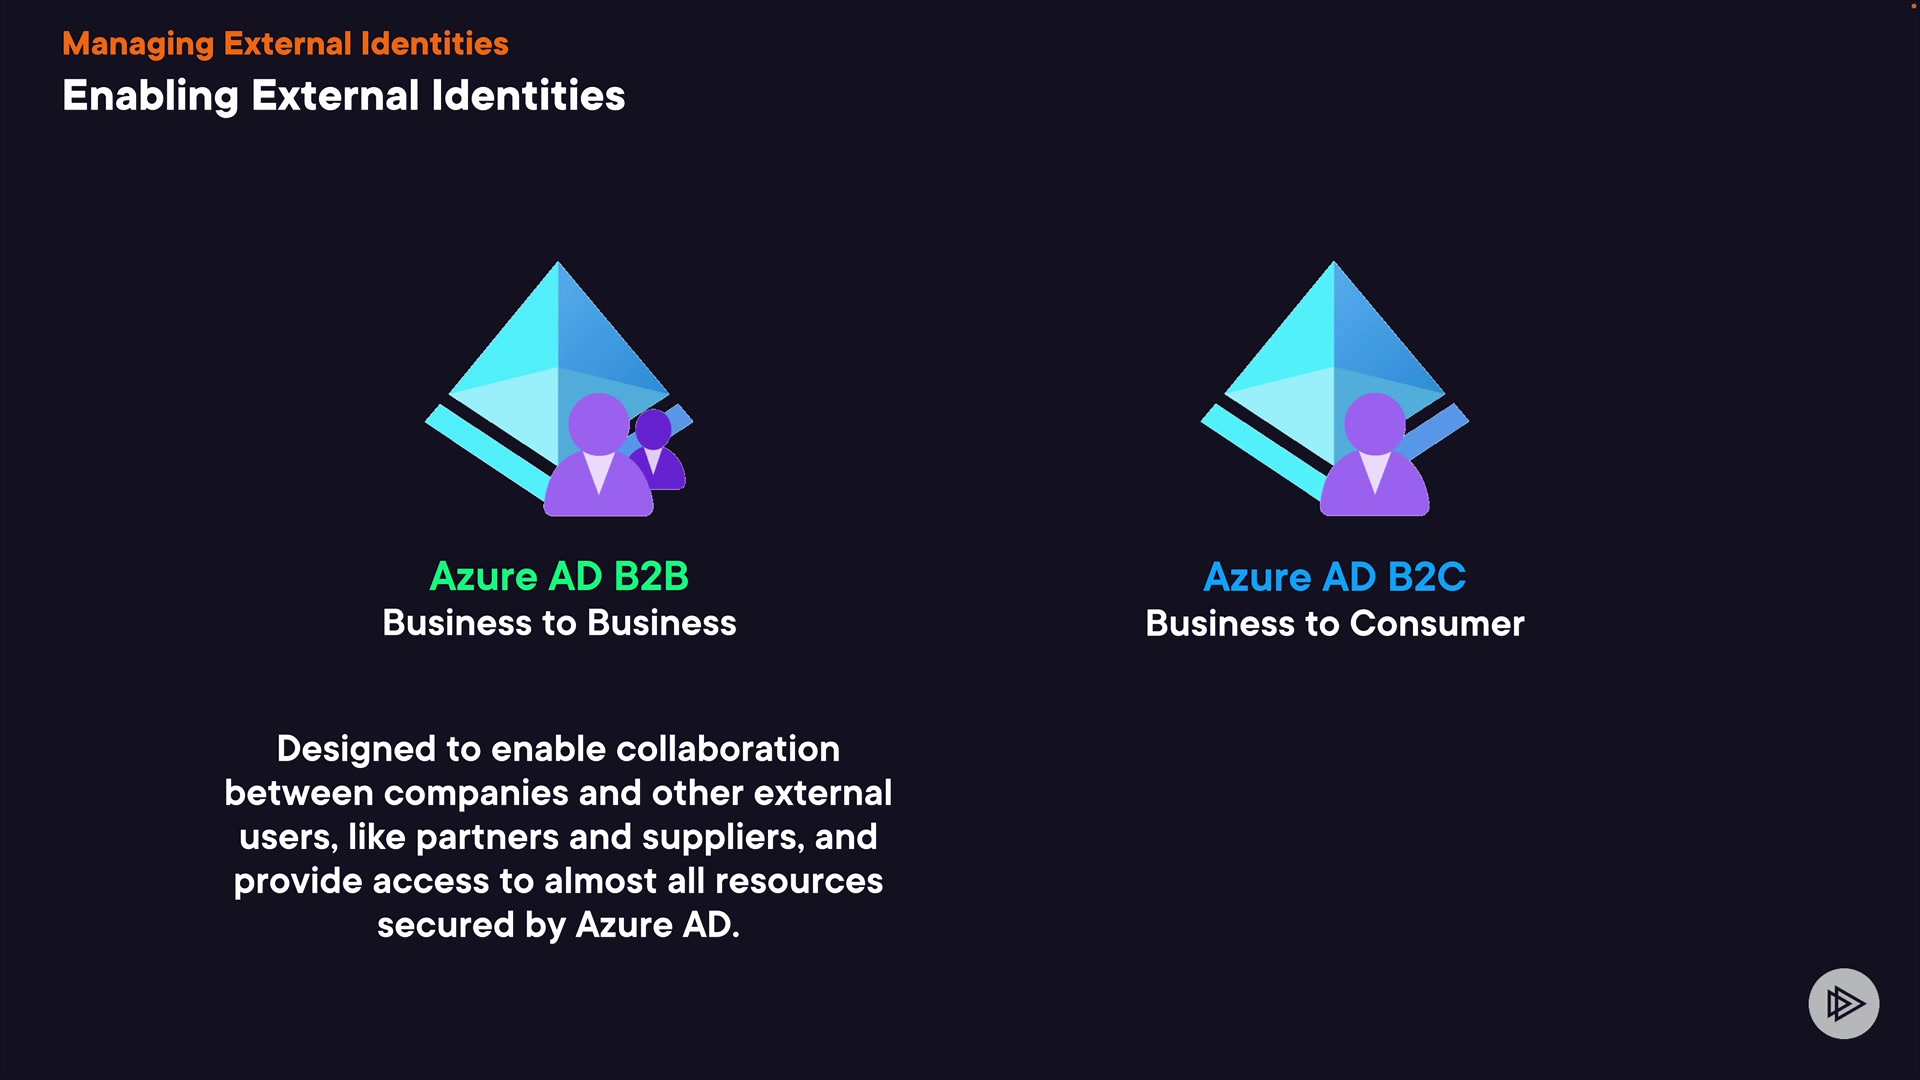 Managing External Identities
Enabling External Identities
Azure AD B2B
Business to Business
Designed to enable collaboration
between companies and other external
users, like partners and suppliers, and
provide access to almost all resources
secured by Azure AD.
Azure AD B2C
Business to Consumer